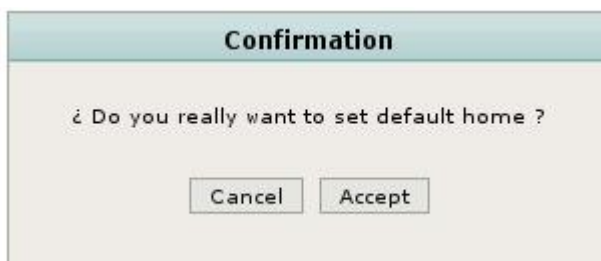 Confirmation
¿ Do you really want to set default home ?
Cancel Accept